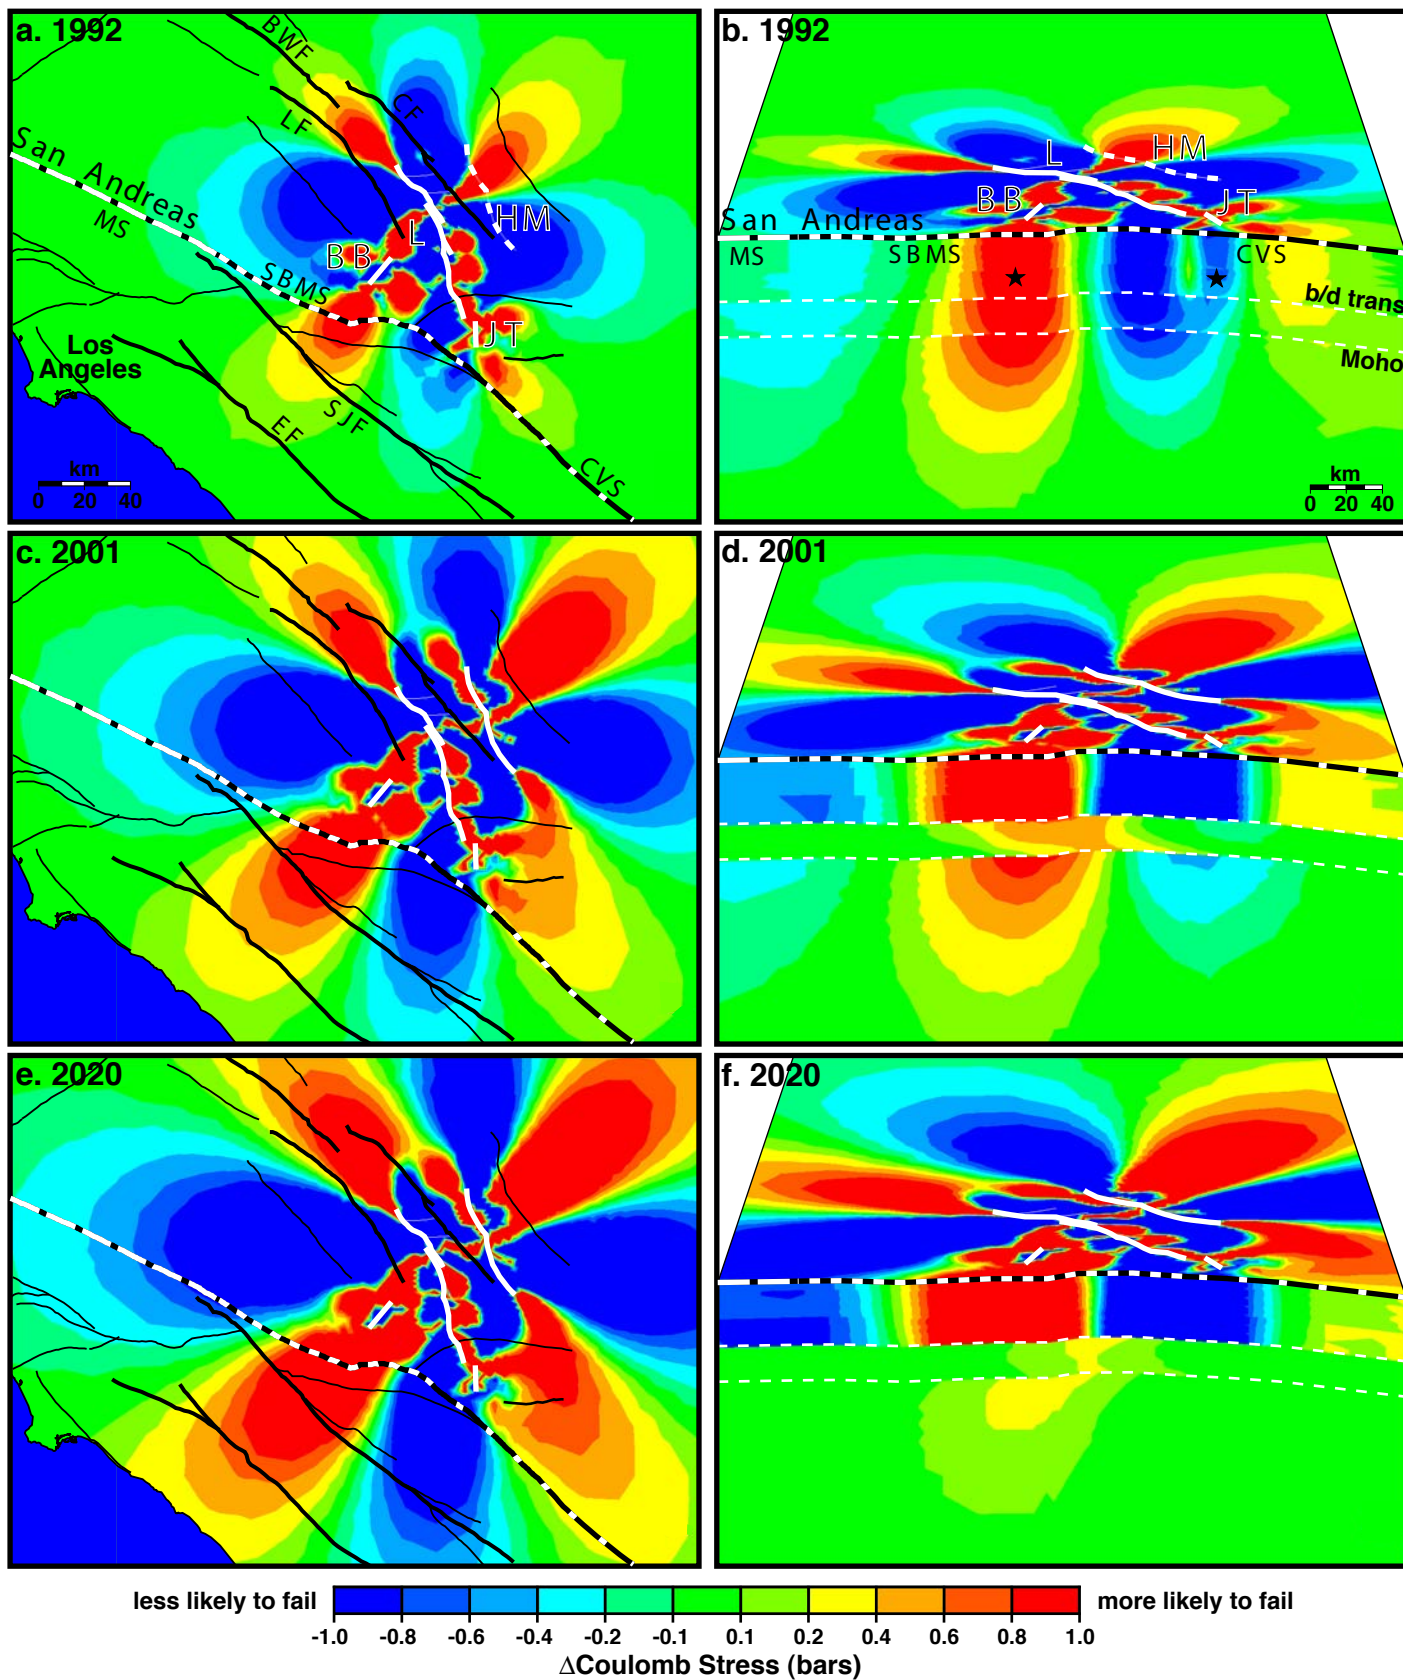 a. 1992
BWF
CF
LF
San Andreas
MS
HM
L
BB
SBMS
JT
Los
Angeles
SJF
EF
CVS
km
0 20 40
b. 1992
L
HM
BB
JT
San Andreas
MS
SBMS
CVS
b/d trans
Moho
km
0 20 40
c. 2001
d. 2001
e. 2020
f. 2020
less likely to fail
more likely to fail
-1.0 -0.8 -0.6 -0.4 -0.2 -0.1 0.1 0.2 0.4 0.6 0.8 1.0
ΔCoulomb Stress (bars)